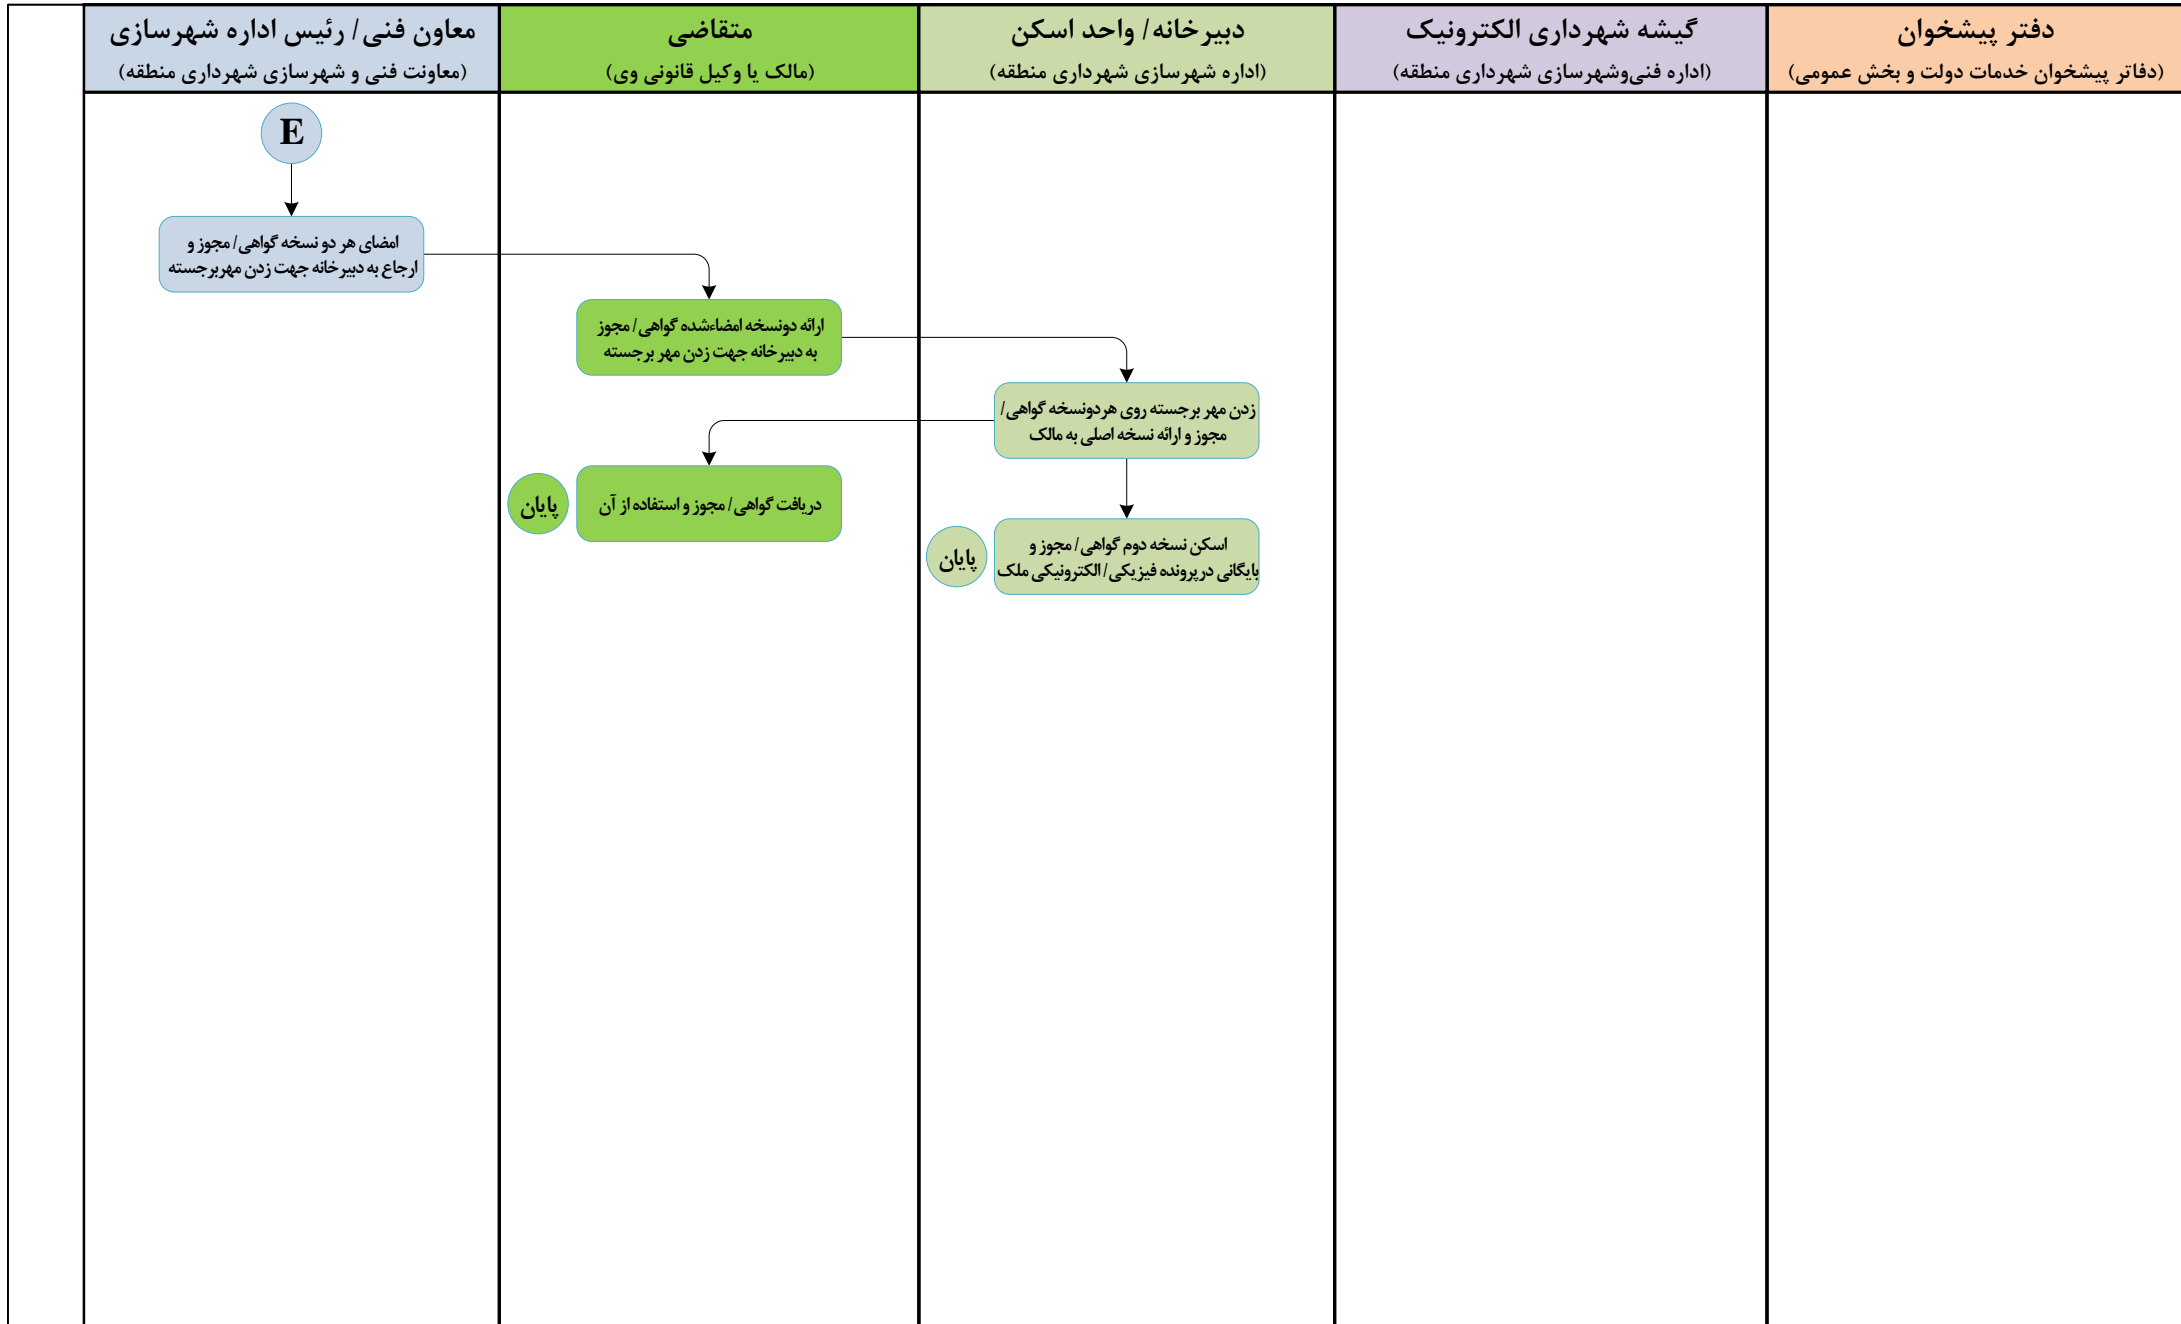 معاون فنی/ رئیس اداره شهرسازی
(معاونت فنی و شهرسازی شهرداری منطقه)
متقاضی
(مالک یا وکیل قانونی وی)
دبیرخانه/ واحد اسکن
(اداره شهرسازی شهرداری منطقه)
گیشه شهرداری الکترونیک
(اداره فنی‌وشهرسازی شهرداری منطقه)
دفتر پیشخوان
(دفاتر پیشخوان خدمات دولت و بخش عمومی)
E
امضای هر دو نسخه گواهی/ مجوز و
ارجاع به دبیرخانه جهت زدن مهربرجسته
ارائه دونسخه امضاءشده گواهی/ مجوز
به دبیرخانه جهت زدن مهر برجسته
زدن مهر برجسته روی هردونسخه گواهی/
مجوز و ارائه نسخه اصلی به مالک
دریافت گواهی/ مجوز و استفاده از آن
پایان
اسکن نسخه دوم گواهی/ مجوز و
بایگانی درپرونده فیزیکی/ الکترونیکی ملک
پایان